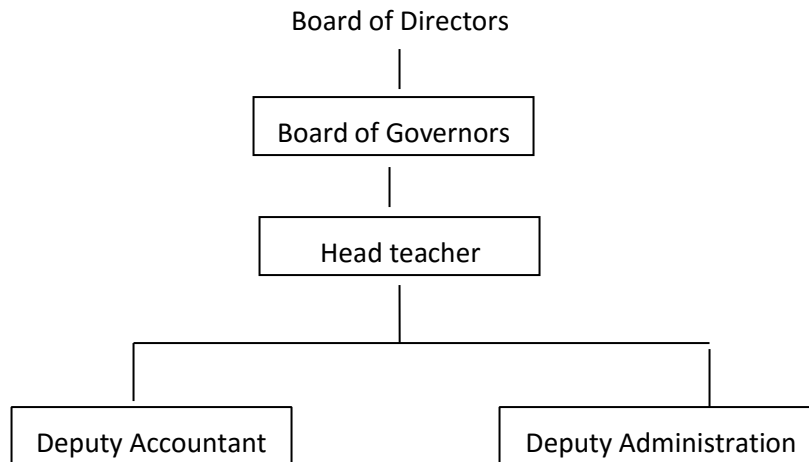 Board of Directors
Board of Governors
Head teacher
Deputy Accountant
Deputy Administration